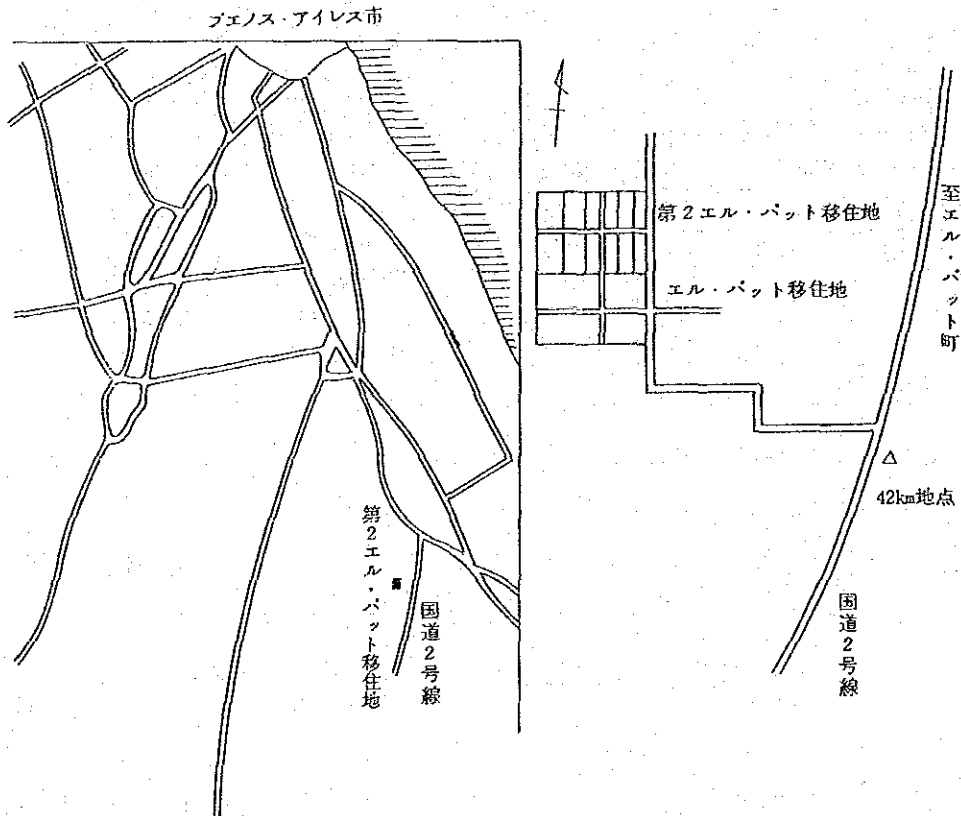 ブエノス・アイレス市
第2エル・パット移住地
エル・パット移住地
至エル・パット町
42km地点
国道2号線
第2エル・パット移住地
国道2号線